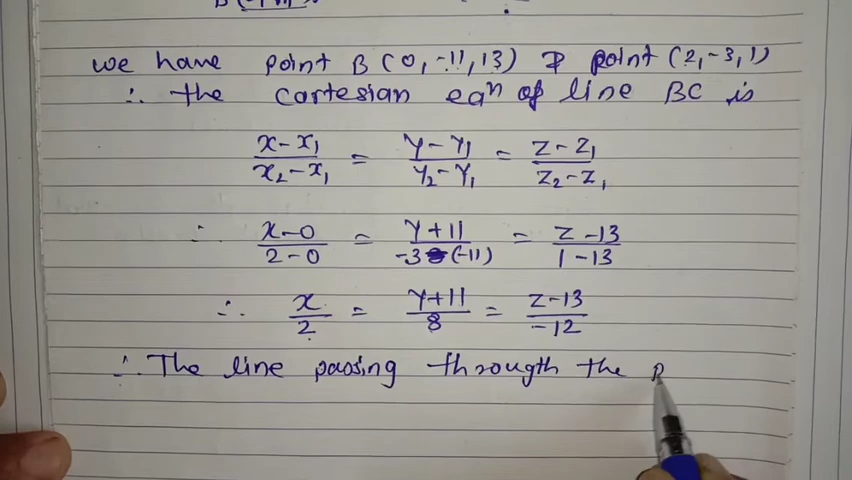 we have point B (0, -11, 13) & point (2, -3, 1)
∴ the cartesian eqⁿ of line BC is
x - x₁ / x₂ - x₁ = y - y₁ / y₂ - y₁ = z - z₁ / z₂ - z₁
∴ x - 0 / 2 - 0 = y + 11 / -3 - (-11) = z - 13 / 1 - 13
∴ x / 2 = y + 11 / 8 = z - 13 / -12
∴ The line passing through the